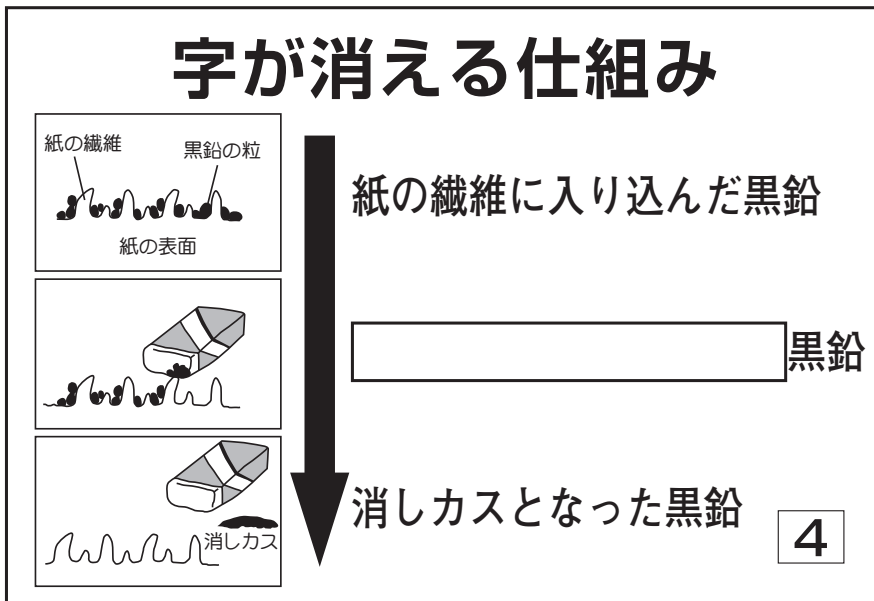 字が消える仕組み
紙の繊維
黒鉛の粒
紙の表面
紙の繊維に入り込んだ黒鉛
黒鉛
消しカス
消しカスとなった黒鉛
4